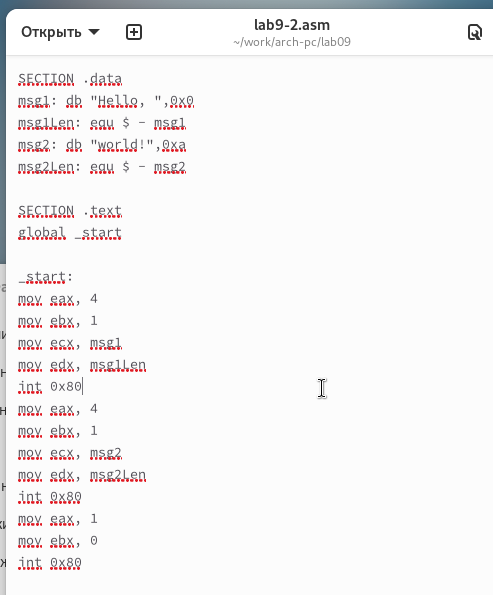 Открыть
lab9-2.asm
~/work/arch-pc/lab09
SECTION .data
msg1: db "Hello, ",0x0
msg1Len: equ $ - msg1
msg2: db "world!",0xa
msg2Len: equ $ - msg2
SECTION .text
global _start
_start:
mov eax, 4
mov ebx, 1
mov ecx, msg1
mov edx, msg1Len
int 0x80
mov eax, 4
mov ebx, 1
mov ecx, msg2
mov edx, msg2Len
int 0x80
mov eax, 1
mov ebx, 0
int 0x80